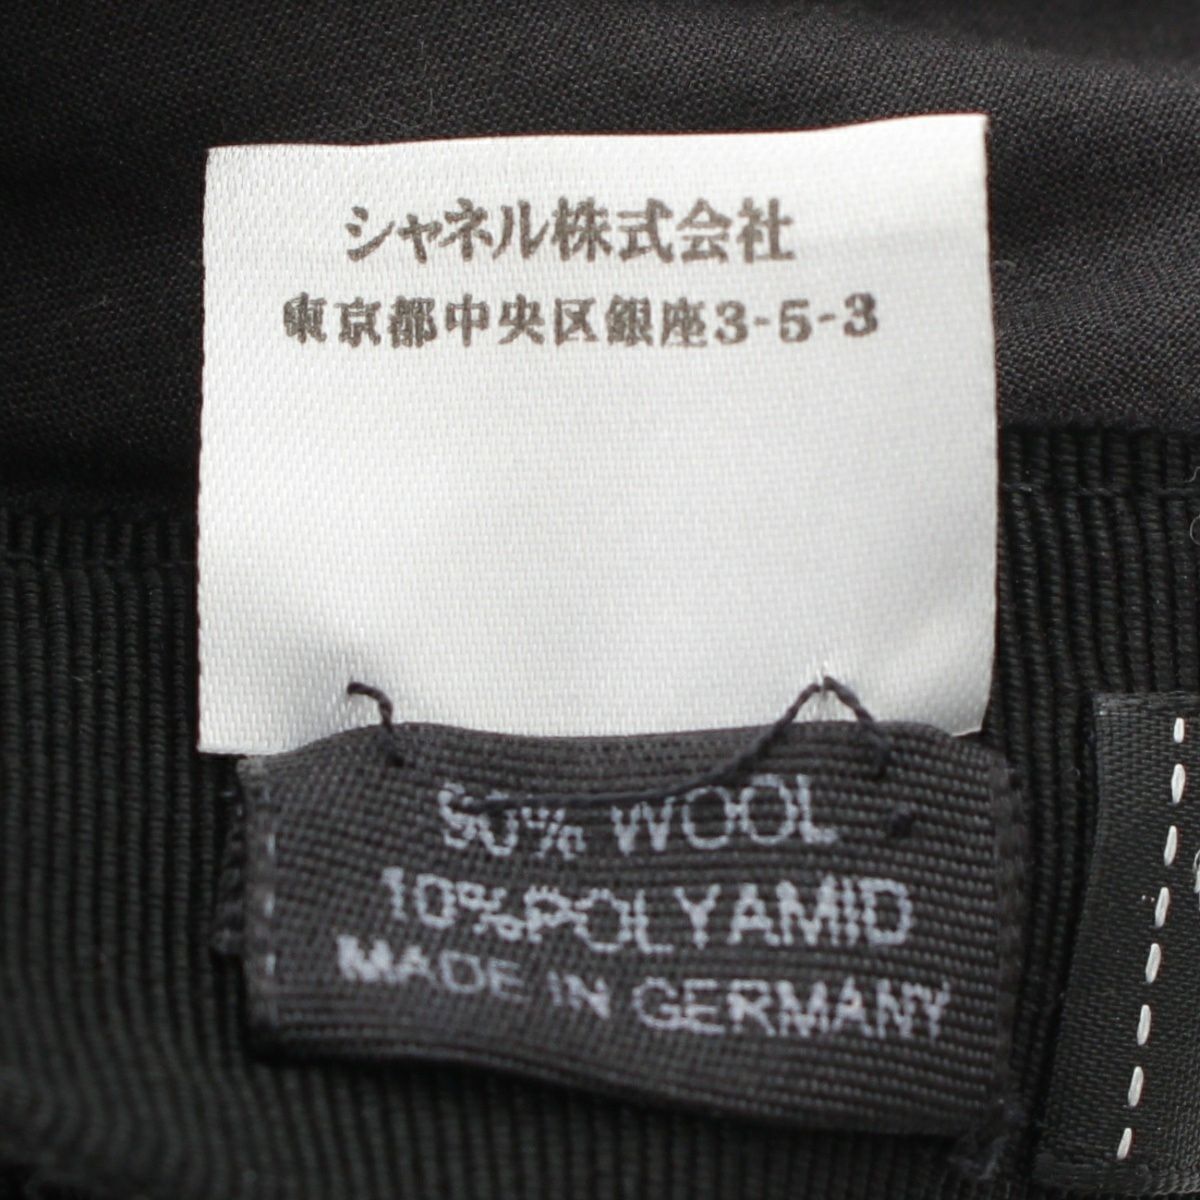 シャネル株式会社
東京都中央区銀座3-5-3
90% WOOL
10%POLYAMID
MADE IN GERMANY